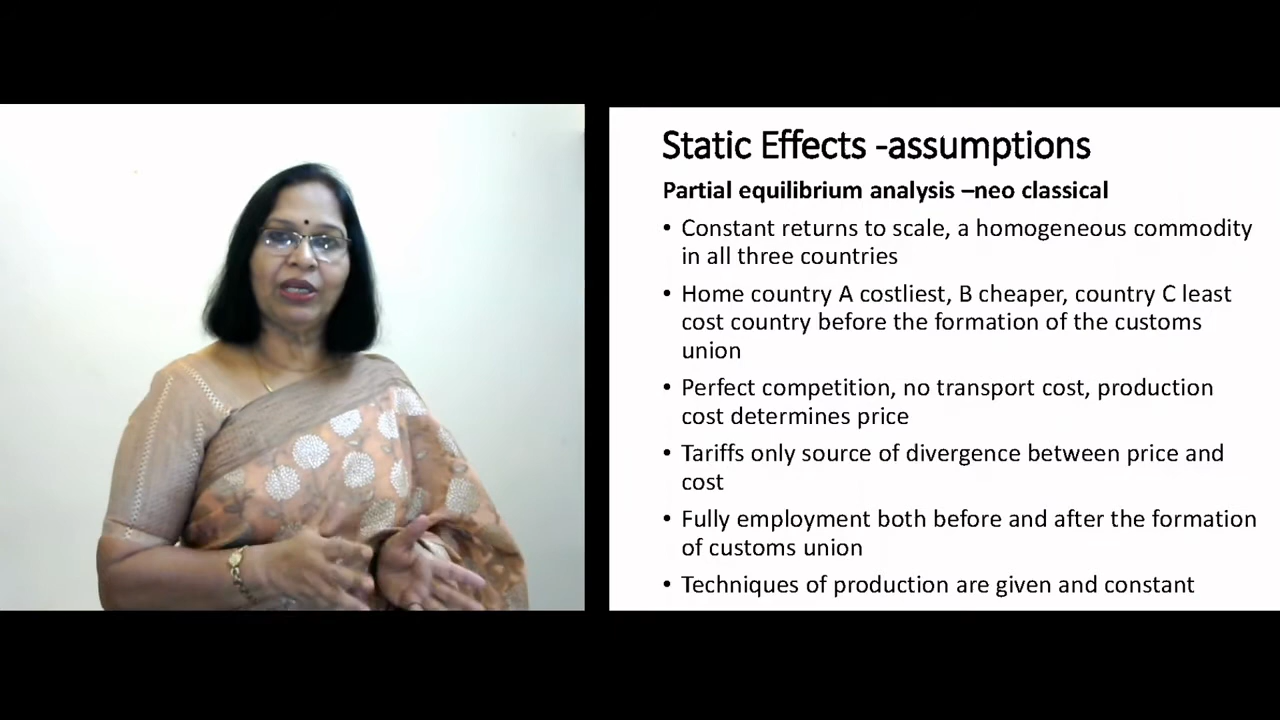 Static Effects -assumptions
Partial equilibrium analysis –neo classical
• Constant returns to scale, a homogeneous commodity
in all three countries
• Home country A costliest, B cheaper, country C least
cost country before the formation of the customs
union
• Perfect competition, no transport cost, production
cost determines price
• Tariffs only source of divergence between price and
cost
• Fully employment both before and after the formation
of customs union
• Techniques of production are given and constant